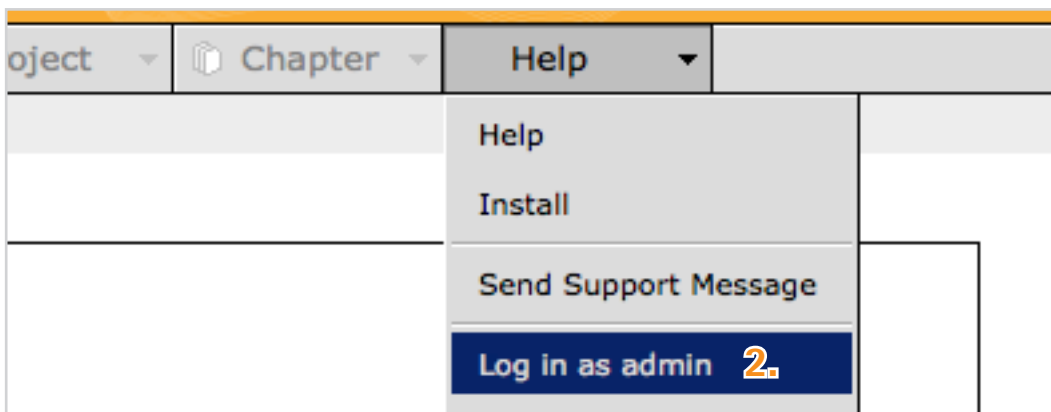 oject Chapter Help
Help
Install
Send Support Message
Log in as admin 2.